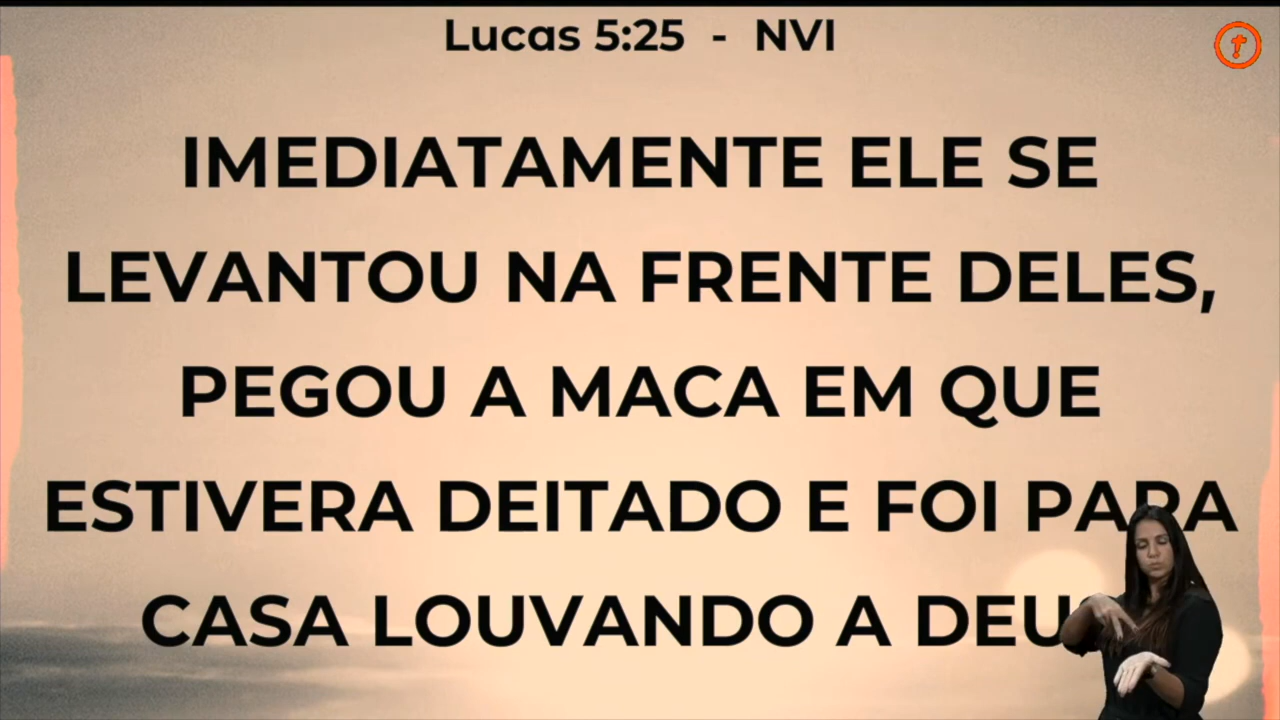 Lucas 5:25 - NVI
IMEDIATAMENTE ELE SE
LEVANTOU NA FRENTE DELES,
PEGOU A MACA EM QUE
ESTIVERA DEITADO E FOI PARA
CASA LOUVANDO A DEUS